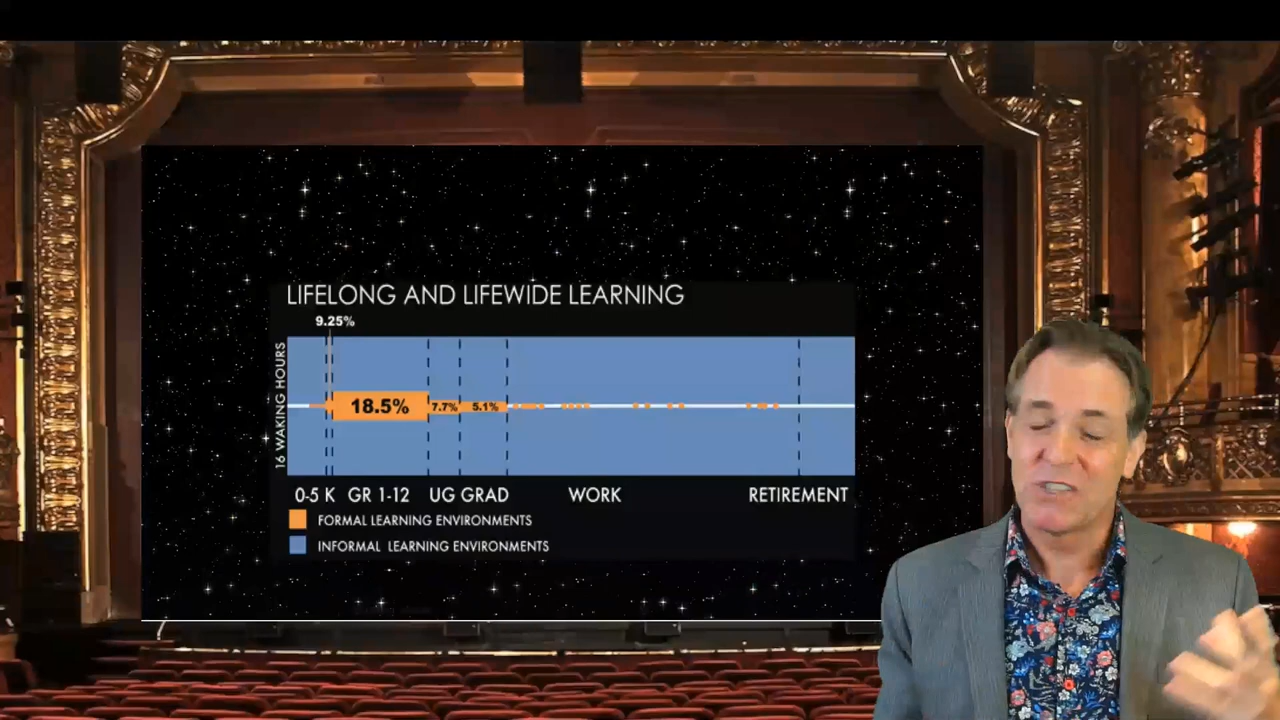 LIFELONG AND LIFEWIDE LEARNING
9.25%
16 WAKING HOURS
18.5%
7.7%
5.1%
0-5 K GR 1-12 UG GRAD WORK RETIREMENT
FORMAL LEARNING ENVIRONMENTS
INFORMAL LEARNING ENVIRONMENTS